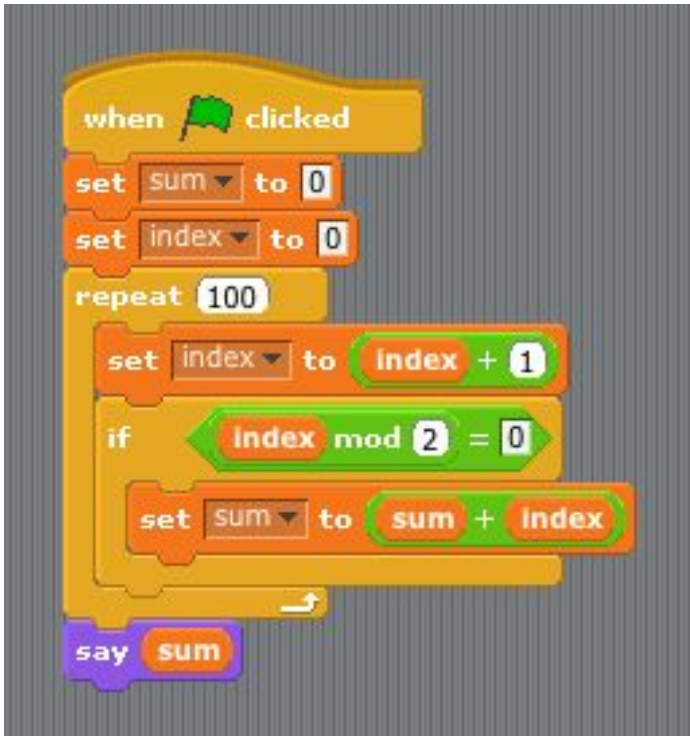 when clicked
set sum to 0
set index to 0
repeat 100
set index to index + 1
if index mod 2 = 0
set sum to sum + index
say sum